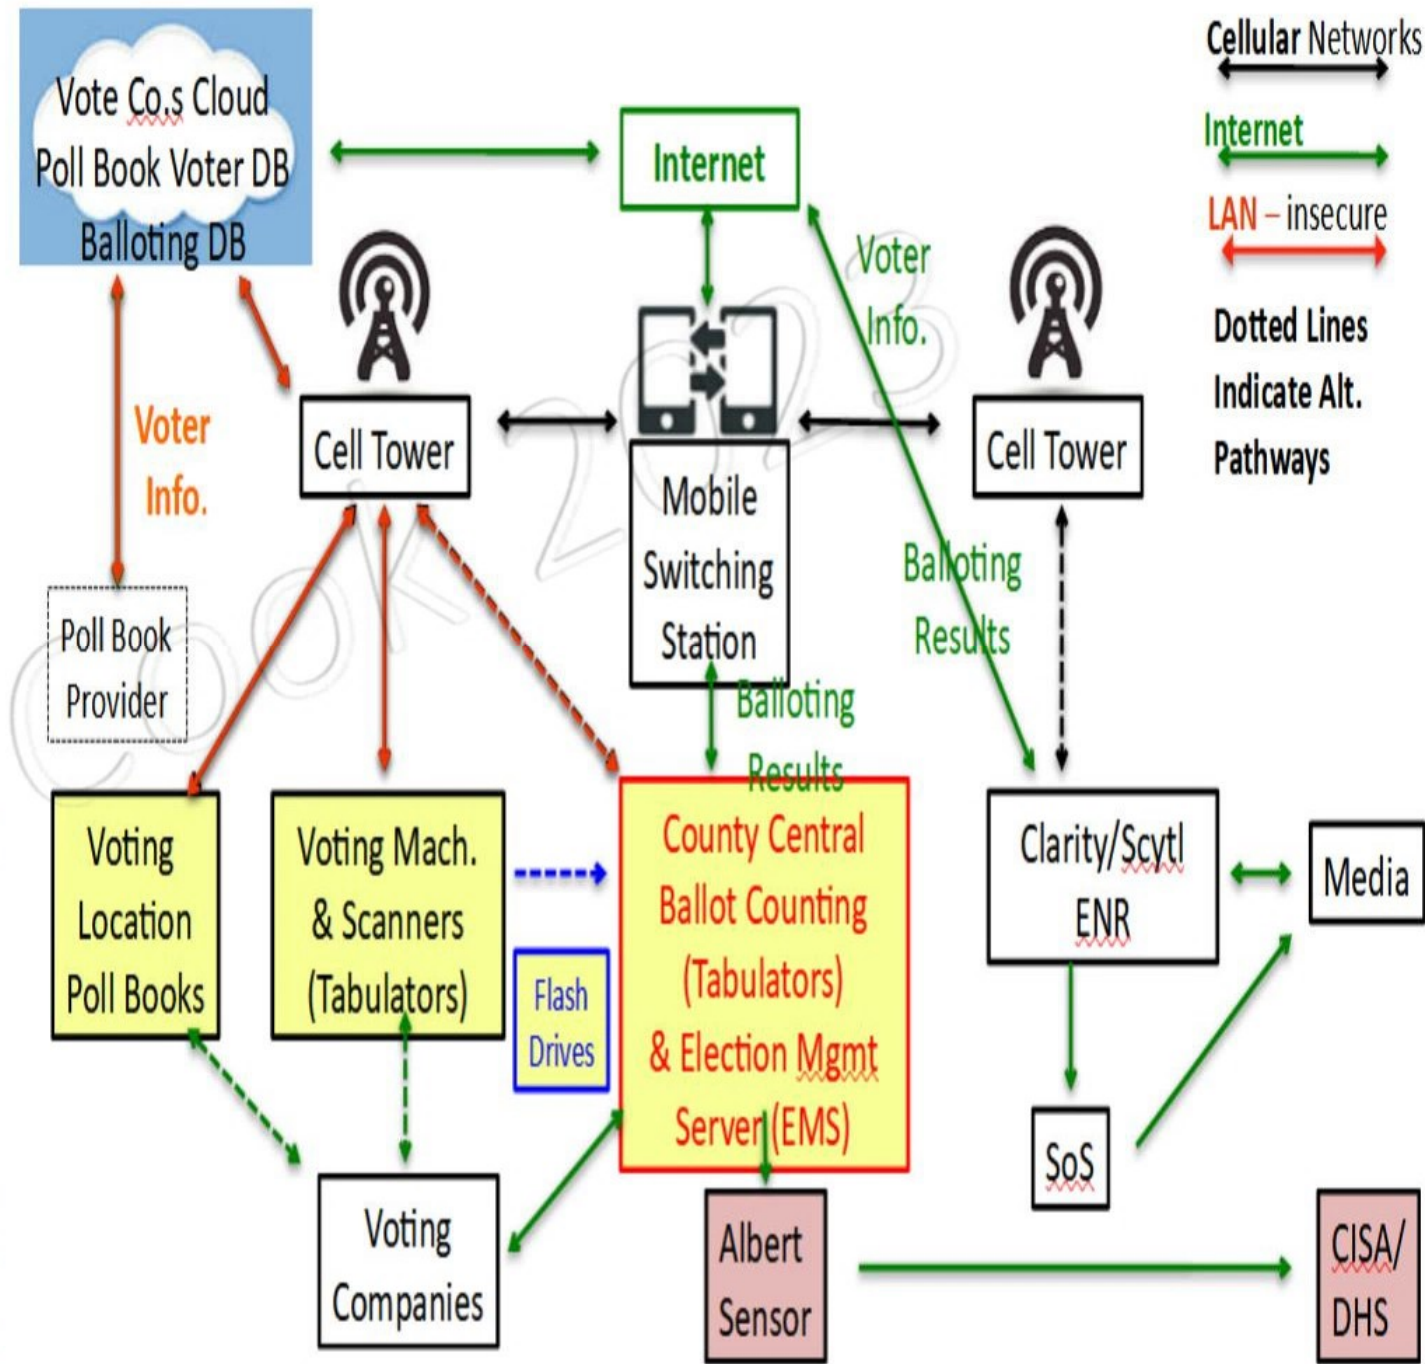 Vote Co.s Cloud
Poll Book Voter DB
Balloting DB
Internet
Cellular Networks
Internet
LAN – insecure
Dotted Lines
Indicate Alt.
Pathways
Voter
Info.
Cell Tower
Voter
Info.
Mobile
Switching
Station
Cell Tower
Balloting
Results
Poll Book
Provider
Balloting
Results
Voting
Location
Poll Books
Voting Mach.
& Scanners
(Tabulators)
Flash
Drives
County Central
Ballot Counting
(Tabulators)
& Election Mgmt
Server (EMS)
Clarity/Scytl
ENR
Media
SoS
Voting
Companies
Albert
Sensor
CISA/
DHS
Cook 2023